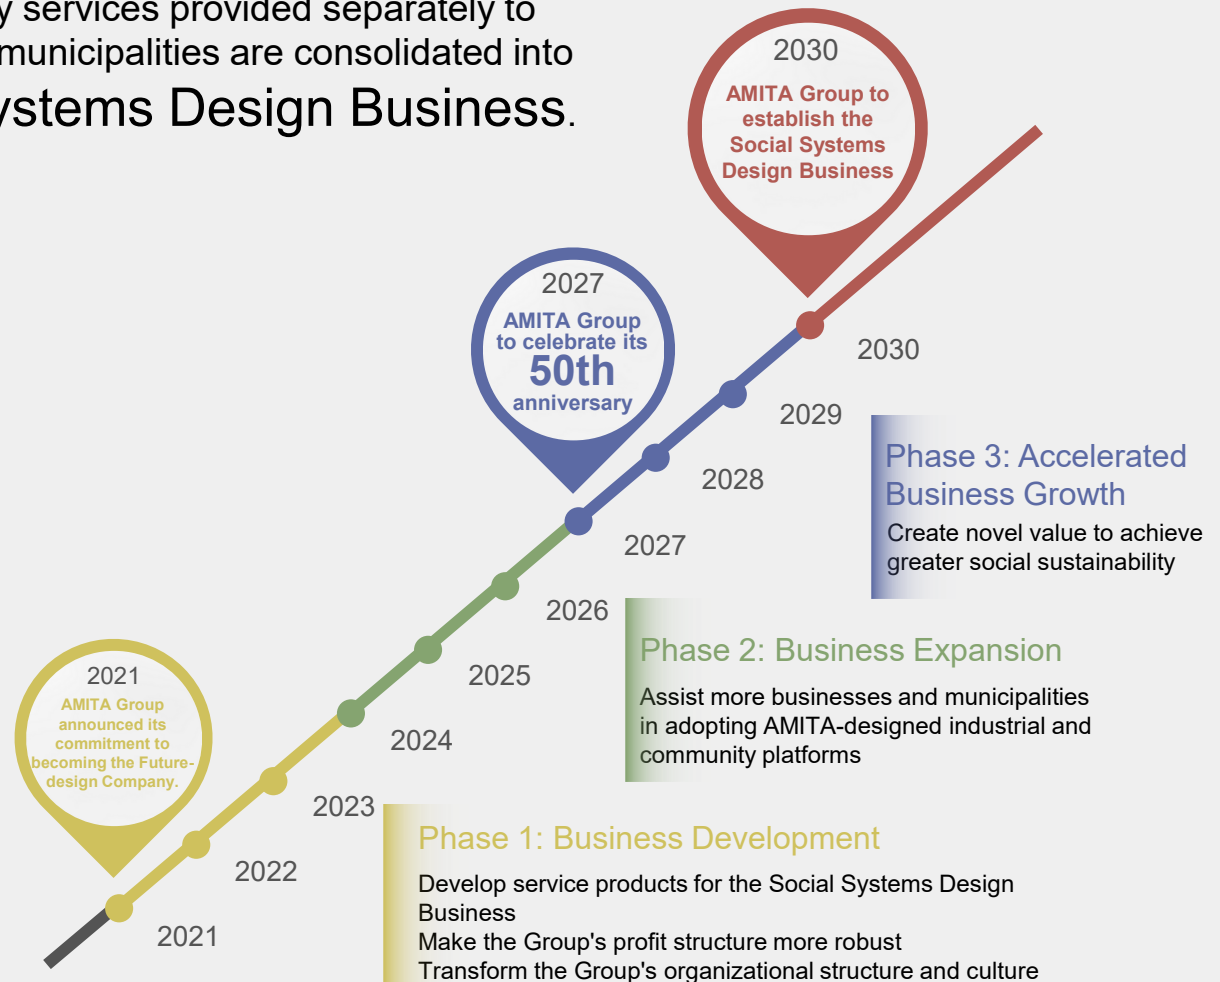 services provided separately to
municipalities are consolidated into
Design Business.
2030
AMITA Group to
establish the
Social Systems
Design Business
2027
AMITA Group
to celebrate its
50th
anniversary
2030
2029
2028
2027
2026
2025
2024
2023
2022
2021
2021
AMITA Group
announced its
commitment to
becoming the Future-
design Company.
Phase 3: Accelerated
Business Growth
Create novel value to achieve
greater social sustainability
Phase 2: Business Expansion
Assist more businesses and municipalities
in adopting AMITA-designed industrial and
community platforms
Phase 1: Business Development
Develop service products for the Social Systems Design
Business
Make the Group's profit structure more robust
Transform the Group's organizational structure and culture